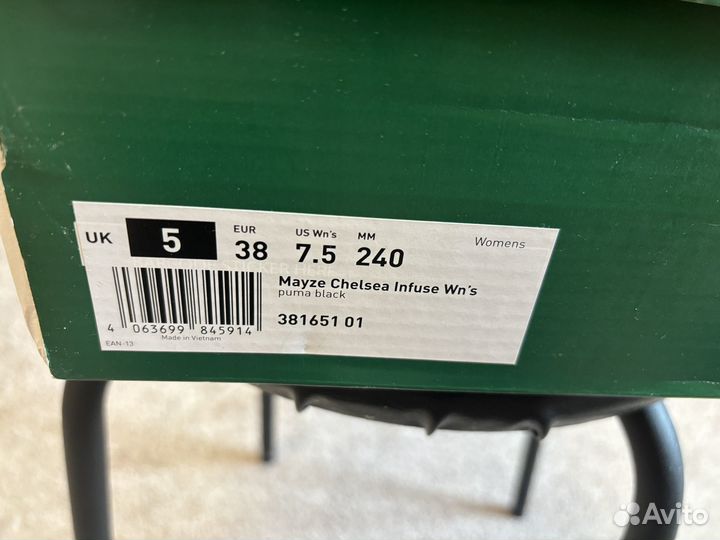 UK 5 EUR 38 US Wn's 7.5 MM 240 Womens
Mayze Chelsea Infuse Wn's
puma black
381651 01
4 063699 845914
Made in Vietnam
EAN-13
Avito